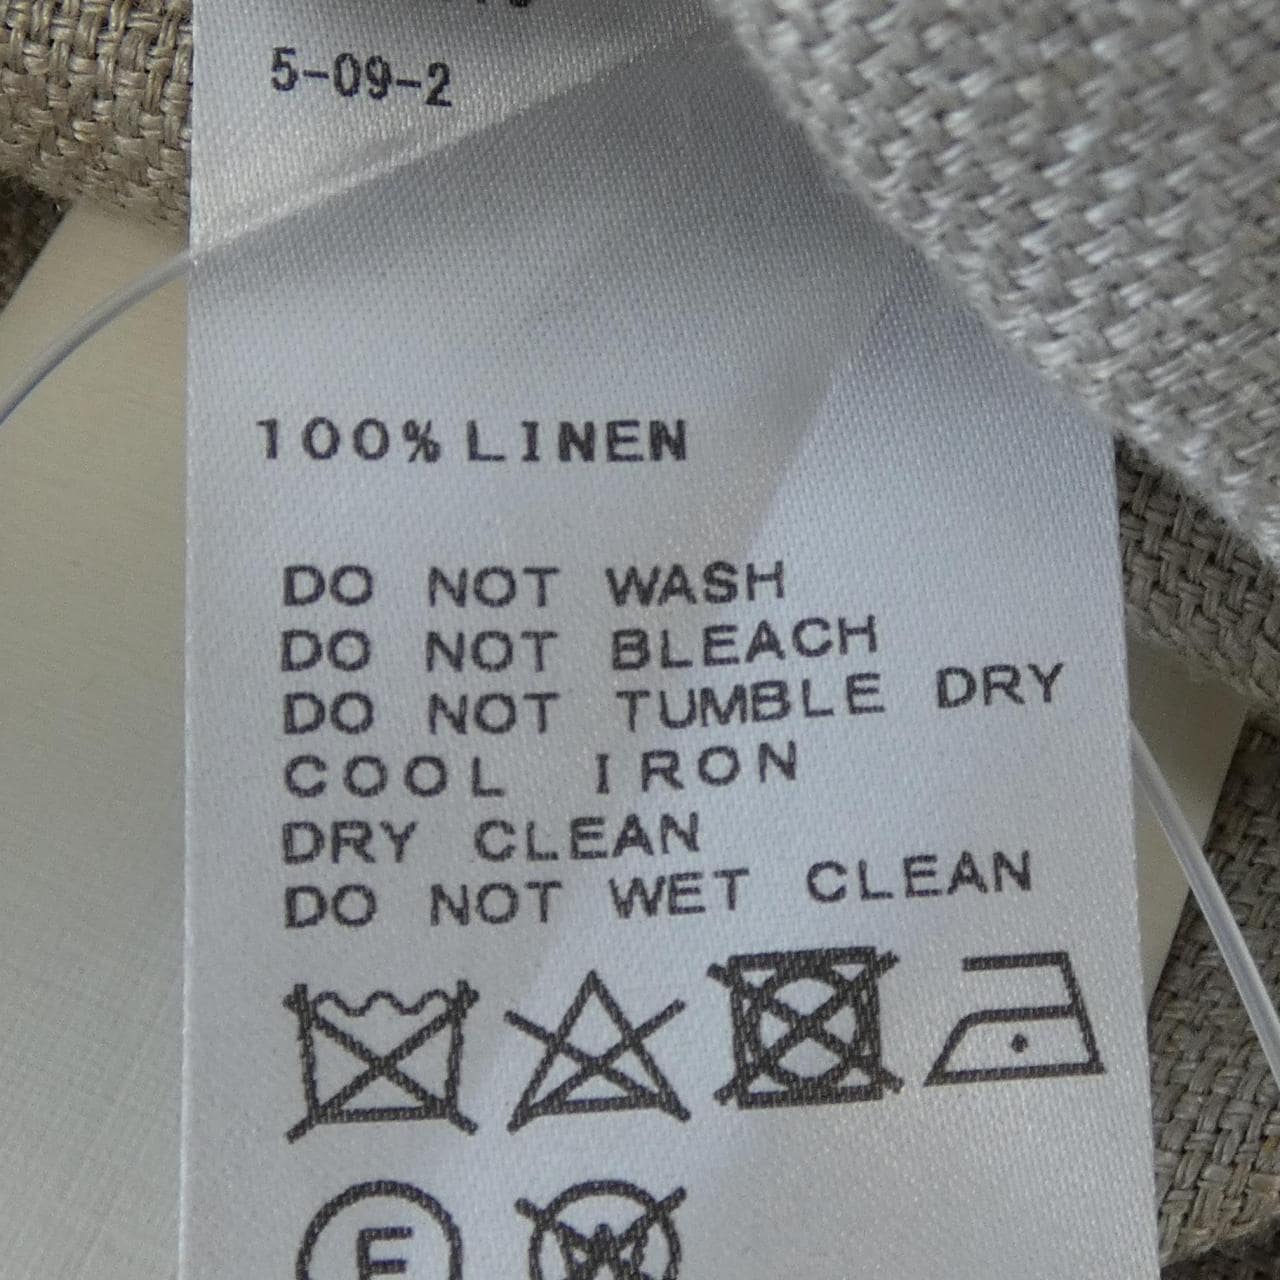 5-09-2
100% LINEN
DO NOT WASH
DO NOT BLEACH
DO NOT TUMBLE DRY
COOL IRON
DRY CLEAN
DO NOT WET CLEAN
F W